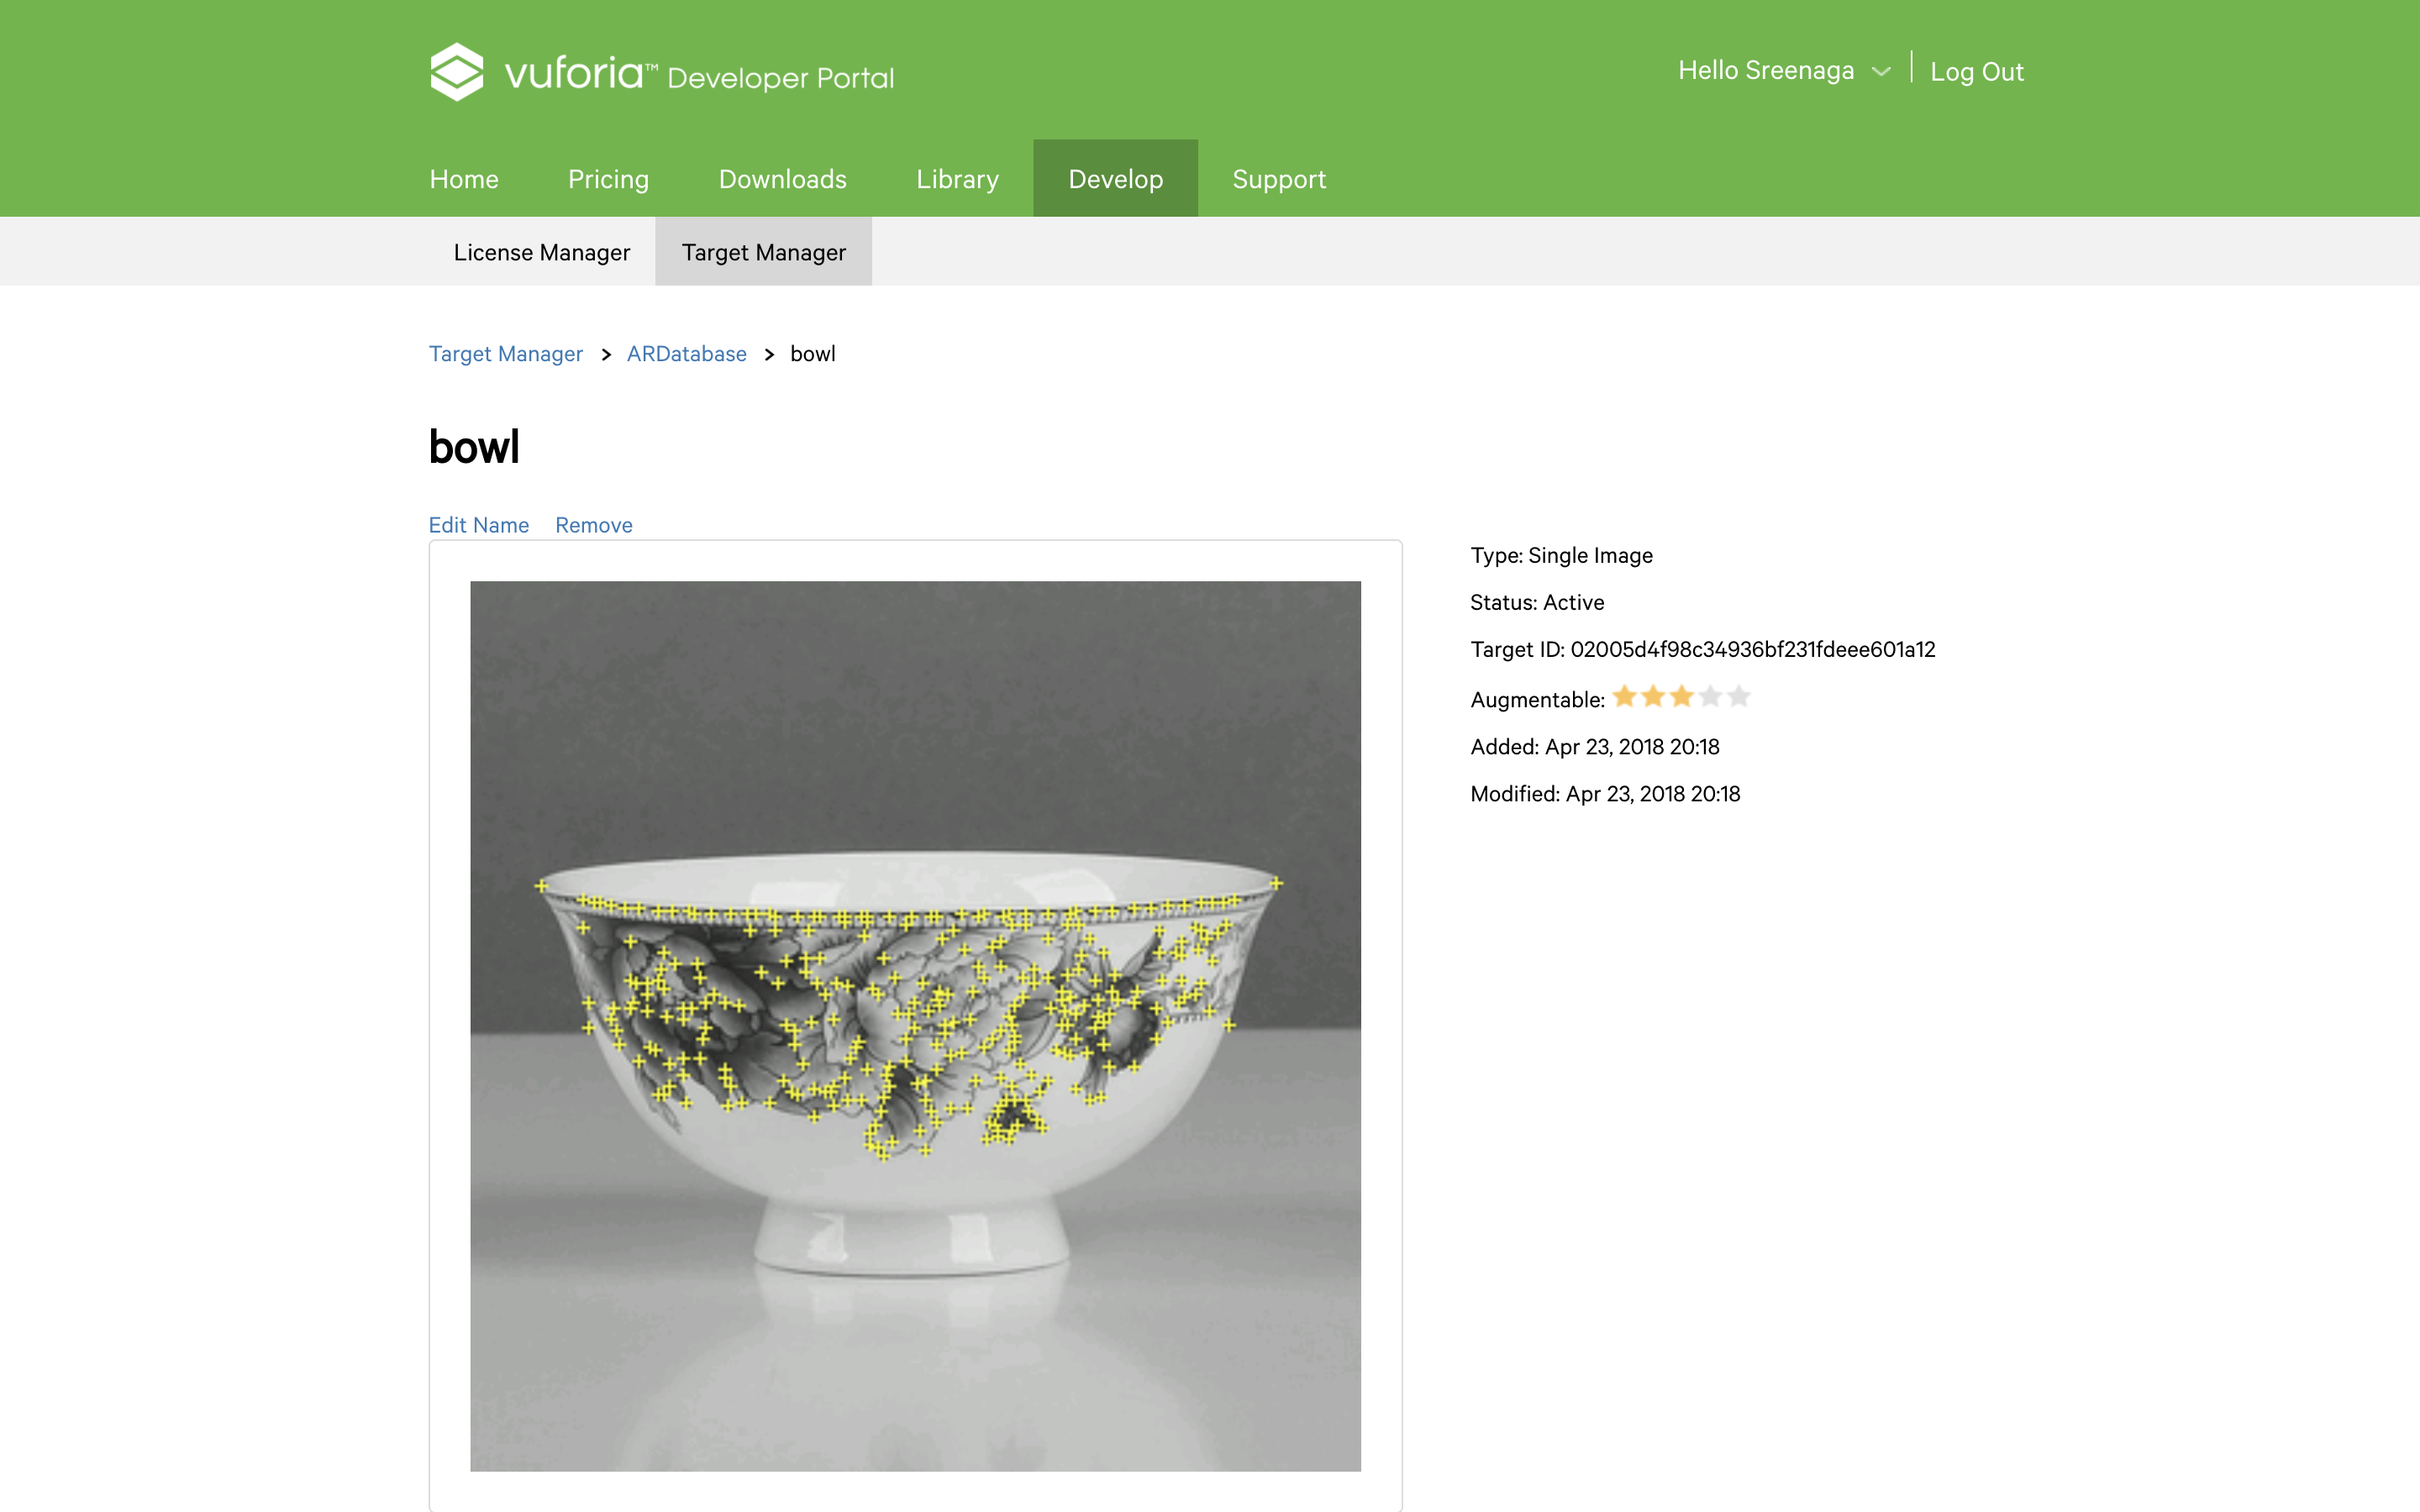 vuforia™ Developer Portal
Hello Sreenaga
Log Out
Home Pricing Downloads Library Develop Support
License Manager Target Manager
Target Manager > ARDatabase > bowl
bowl
Edit Name Remove
Type: Single Image
Status: Active
Target ID: 02005d4f98c34936bf231fdeee601a12
Augmentable:
Added: Apr 23, 2018 20:18
Modified: Apr 23, 2018 20:18